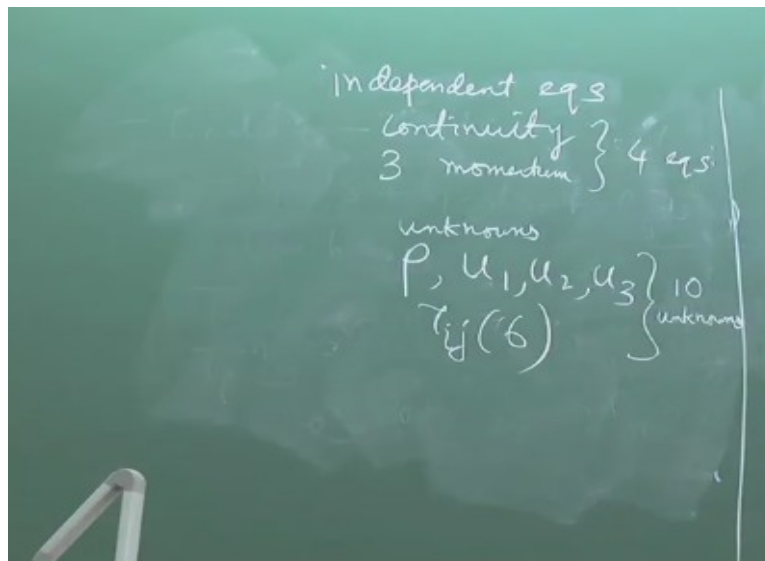 independent eqs
continuity
3 momentum } 4 eqs
unknowns
ρ, u₁, u₂, u₃ } 10
τij (6) unknowns